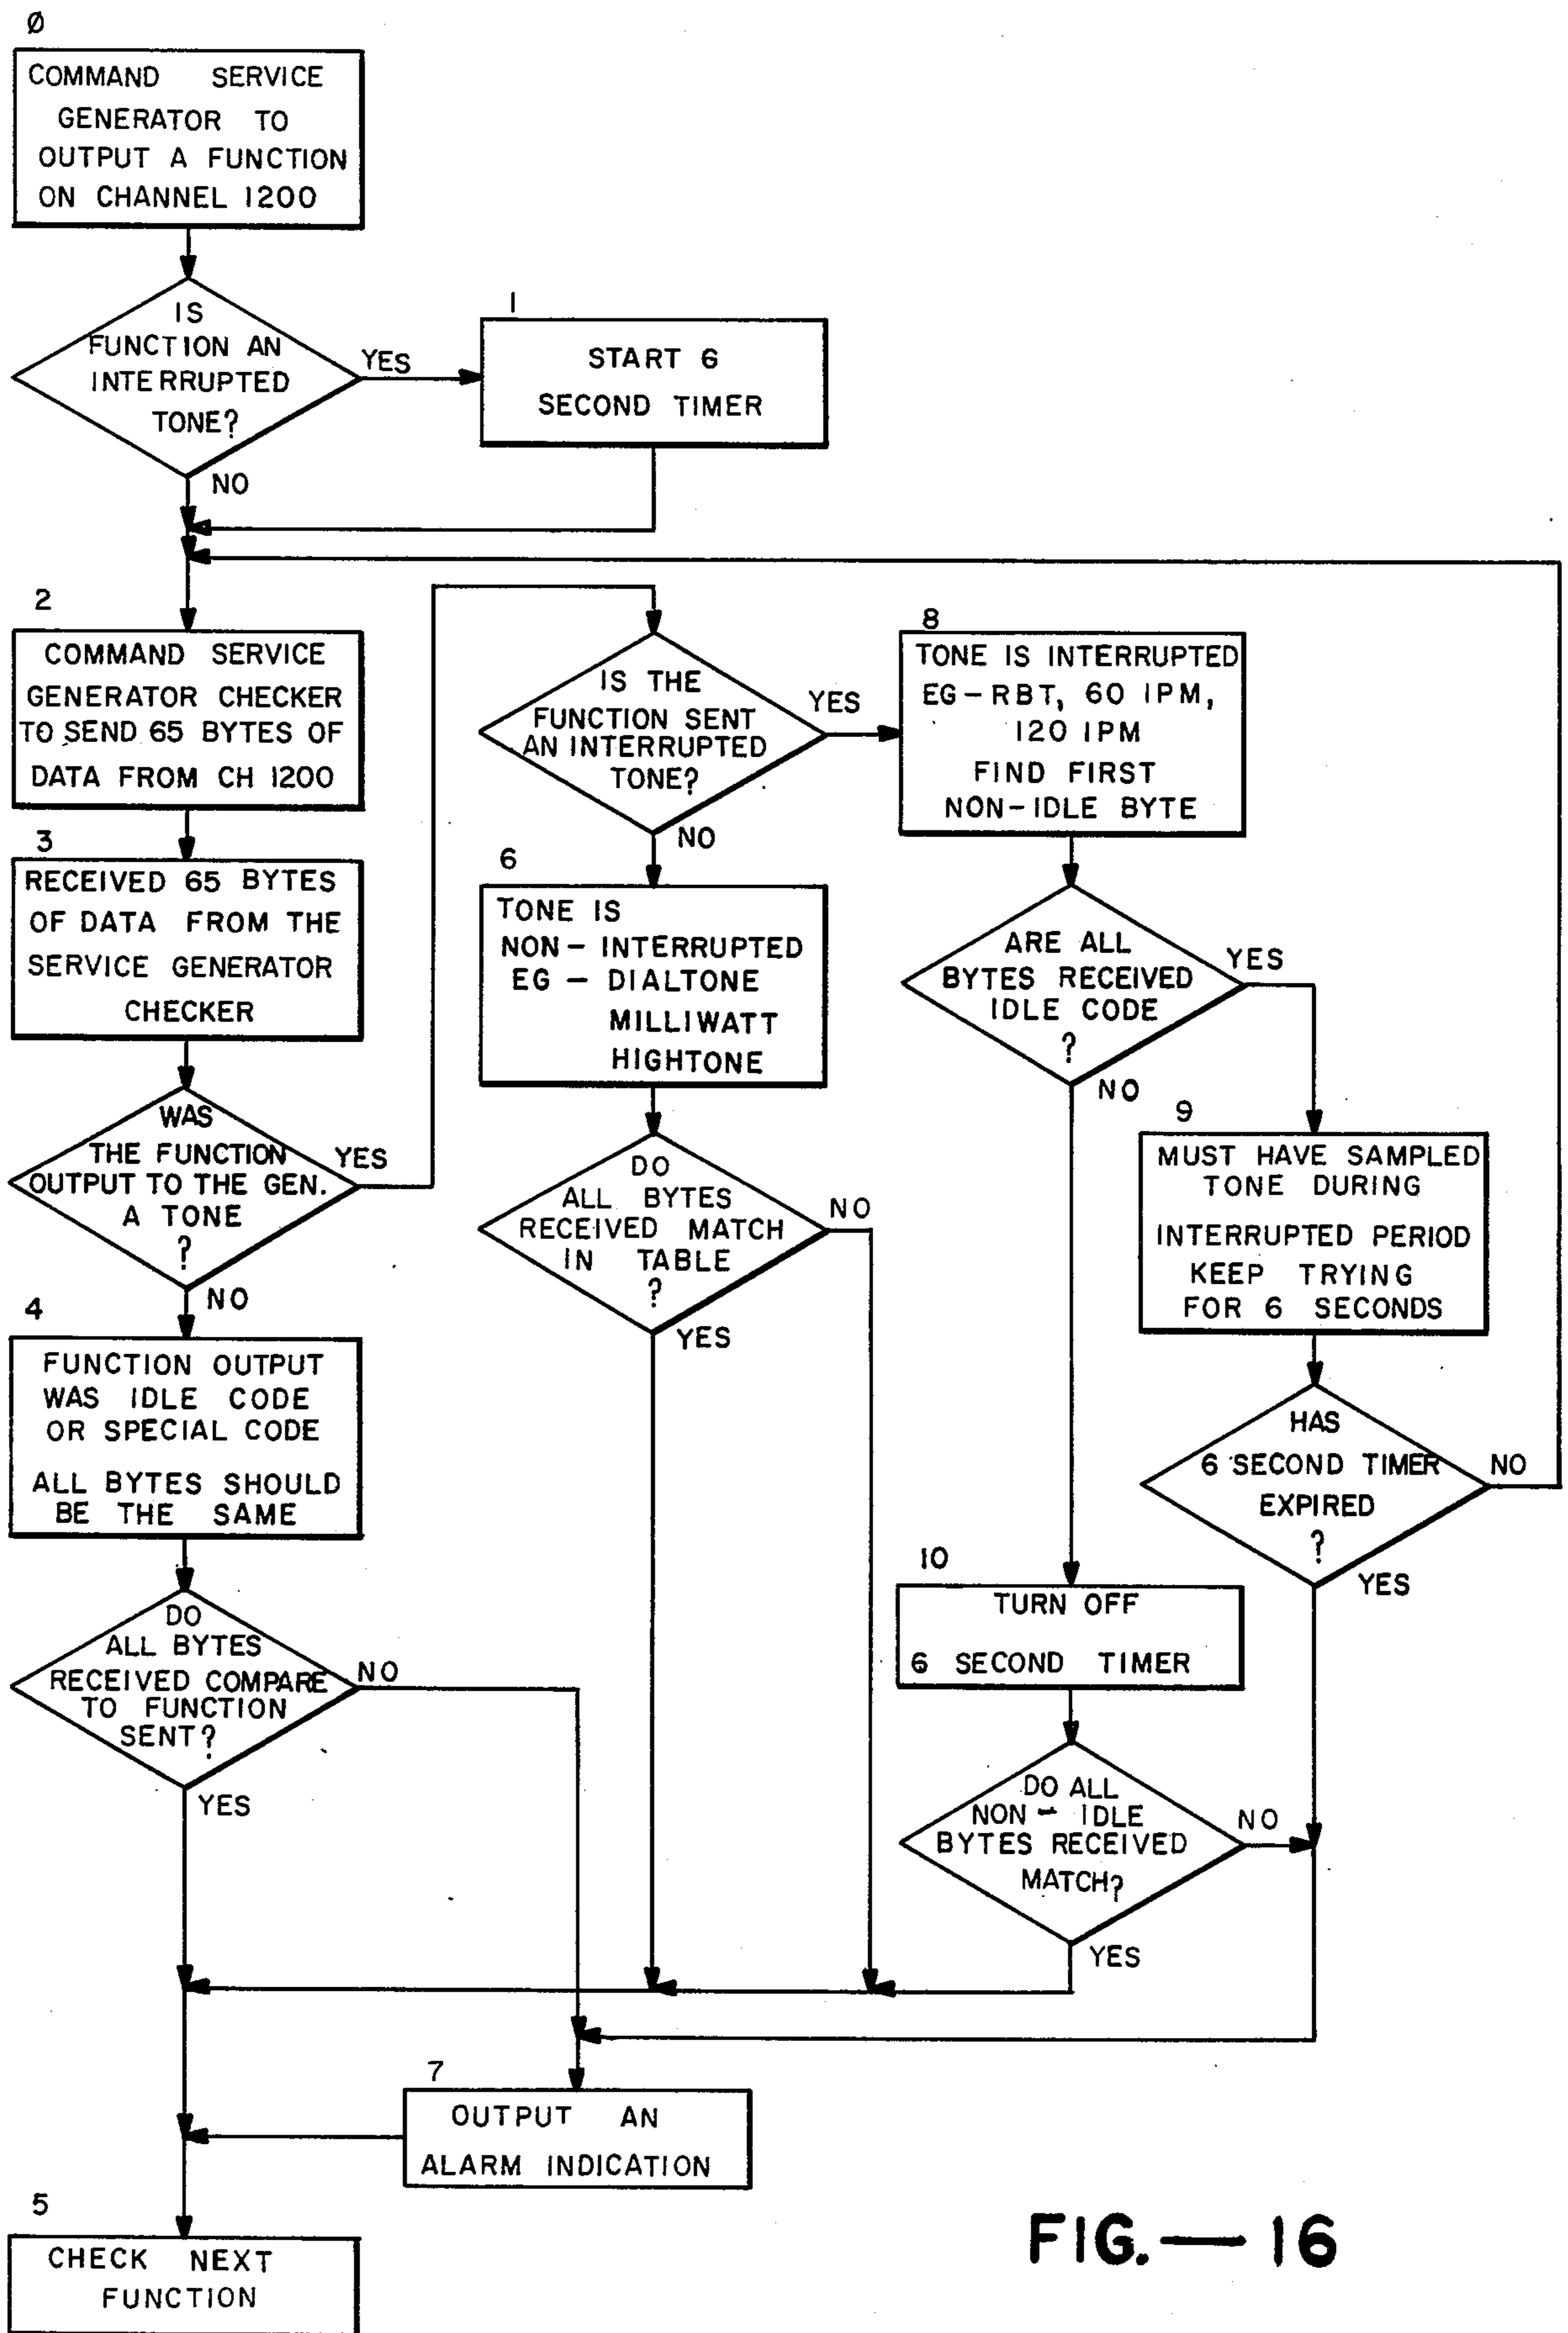 Ø
COMMAND SERVICE
GENERATOR TO
OUTPUT A FUNCTION
ON CHANNEL 1200
IS
FUNCTION AN
INTERRUPTED
TONE?
YES
NO
1
START 6
SECOND TIMER
2
COMMAND SERVICE
GENERATOR CHECKER
TO SEND 65 BYTES OF
DATA FROM CH 1200
3
RECEIVED 65 BYTES
OF DATA FROM THE
SERVICE GENERATOR
CHECKER
WAS
THE FUNCTION
OUTPUT TO THE GEN.
A TONE
?
YES
NO
4
FUNCTION OUTPUT
WAS IDLE CODE
OR SPECIAL CODE
ALL BYTES SHOULD
BE THE SAME
DO
ALL BYTES
RECEIVED COMPARE
TO FUNCTION
SENT?
NO
YES
IS THE
FUNCTION SENT
AN INTERRUPTED
TONE?
YES
NO
6
TONE IS
NON - INTERRUPTED
EG - DIALTONE
MILLIWATT
HIGHTONE
DO
ALL BYTES
RECEIVED MATCH
IN TABLE
?
NO
YES
8
TONE IS INTERRUPTED
EG-RBT, 60 IPM,
120 IPM
FIND FIRST
NON-IDLE BYTE
ARE ALL
BYTES RECEIVED
IDLE CODE
?
YES
NO
9
MUST HAVE SAMPLED
TONE DURING
INTERRUPTED PERIOD
KEEP TRYING
FOR 6 SECONDS
HAS
6 SECOND TIMER
EXPIRED
?
NO
YES
10
TURN OFF
6 SECOND TIMER
DO ALL
NON - IDLE
BYTES RECEIVED
MATCH?
NO
YES
7
OUTPUT AN
ALARM INDICATION
5
CHECK NEXT
FUNCTION
FIG.— 16